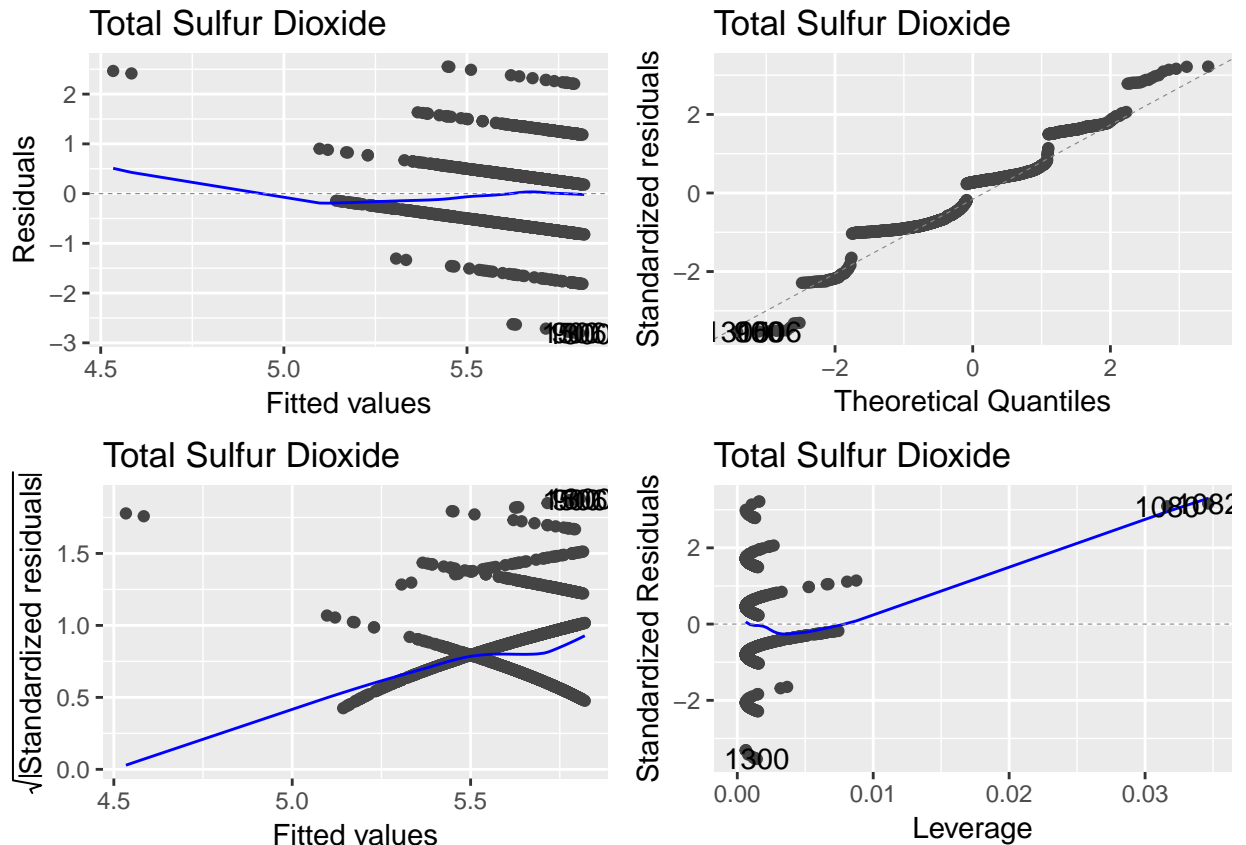 Total Sulfur Dioxide
Residuals
2
1
0
−1
−2
−3
4.5
5.0
5.5
Fitted values
Total Sulfur Dioxide
Standardized residuals
2
0
−2
−2
0
2
Theoretical Quantiles
Total Sulfur Dioxide
√|Standardized residuals|
1.5
1.0
0.5
0.0
4.5
5.0
5.5
Fitted values
Total Sulfur Dioxide
Standardized Residuals
2
0
−2
1080
1082
1300
0.00
0.01
0.02
0.03
Leverage